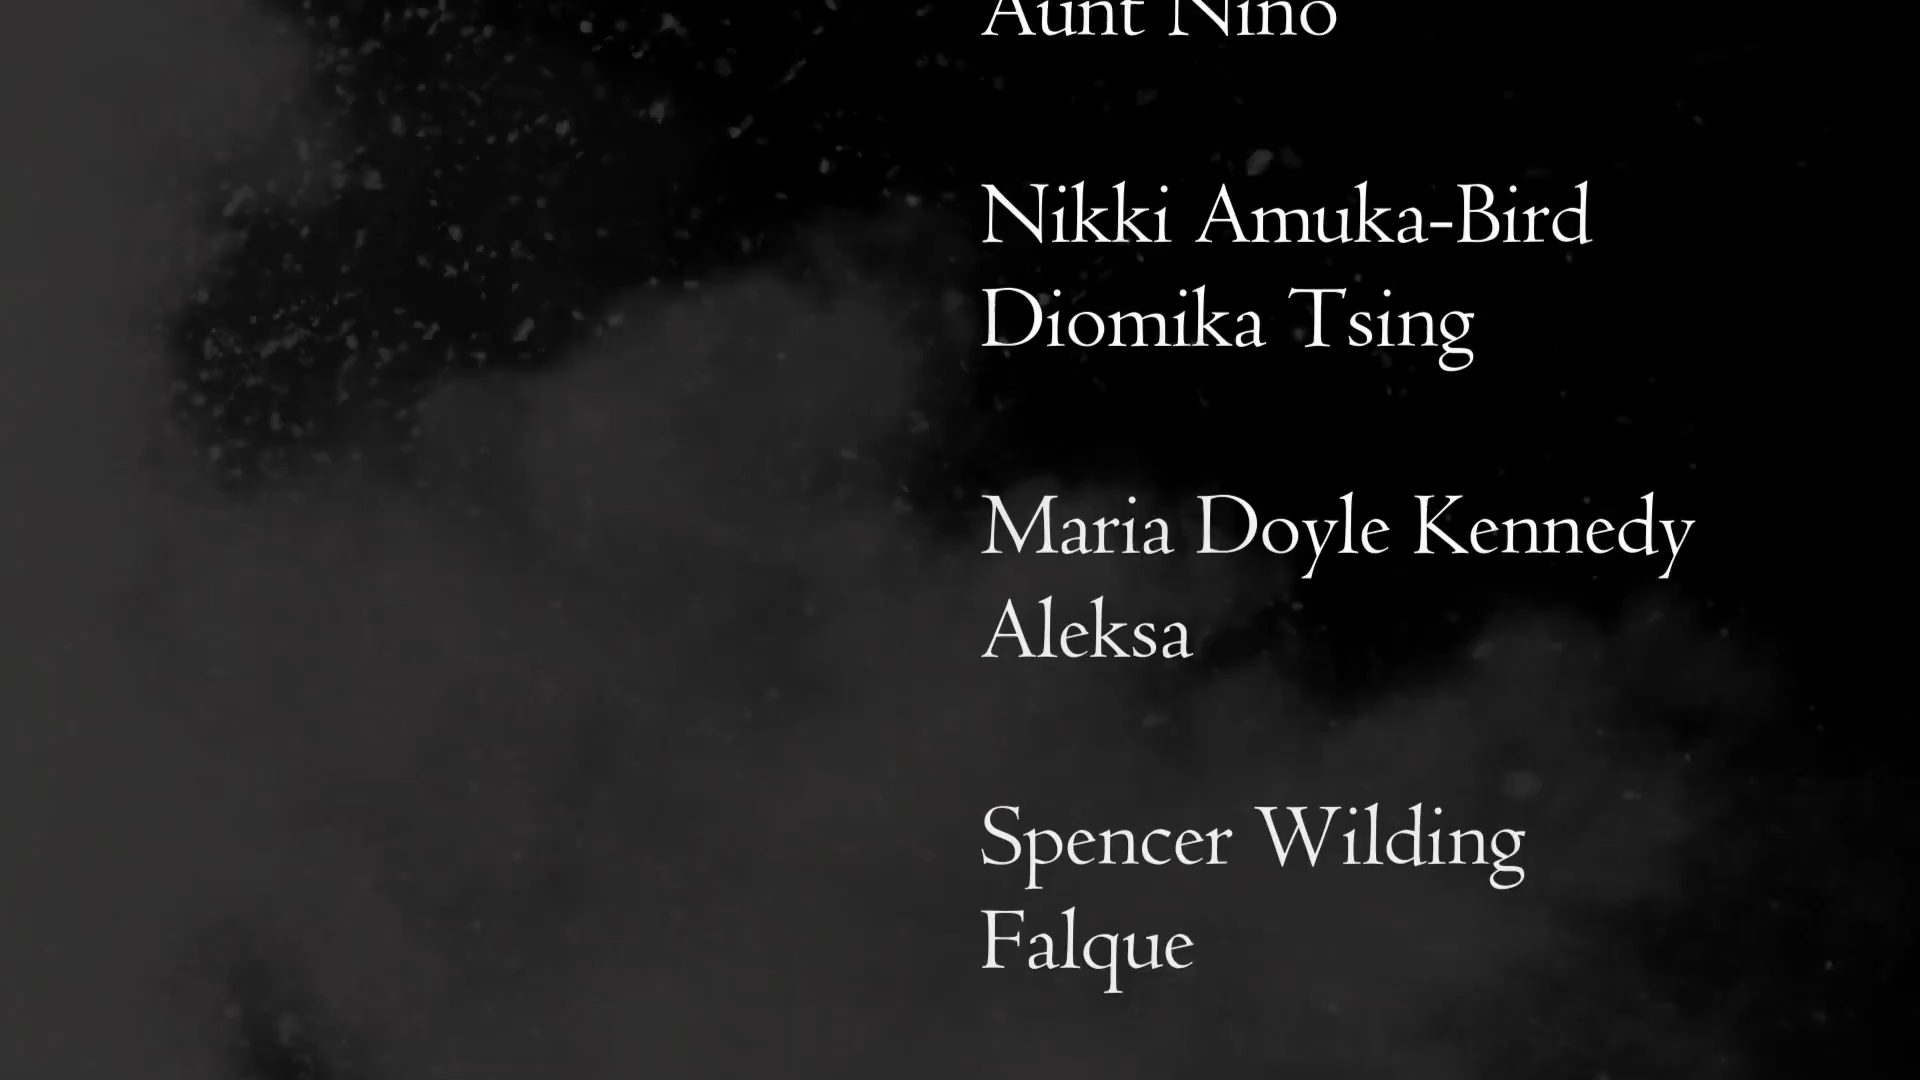 Aunt Nino
Nikki Amuka-Bird
Diomika Tsing
Maria Doyle Kennedy
Aleksa
Spencer Wilding
Falque